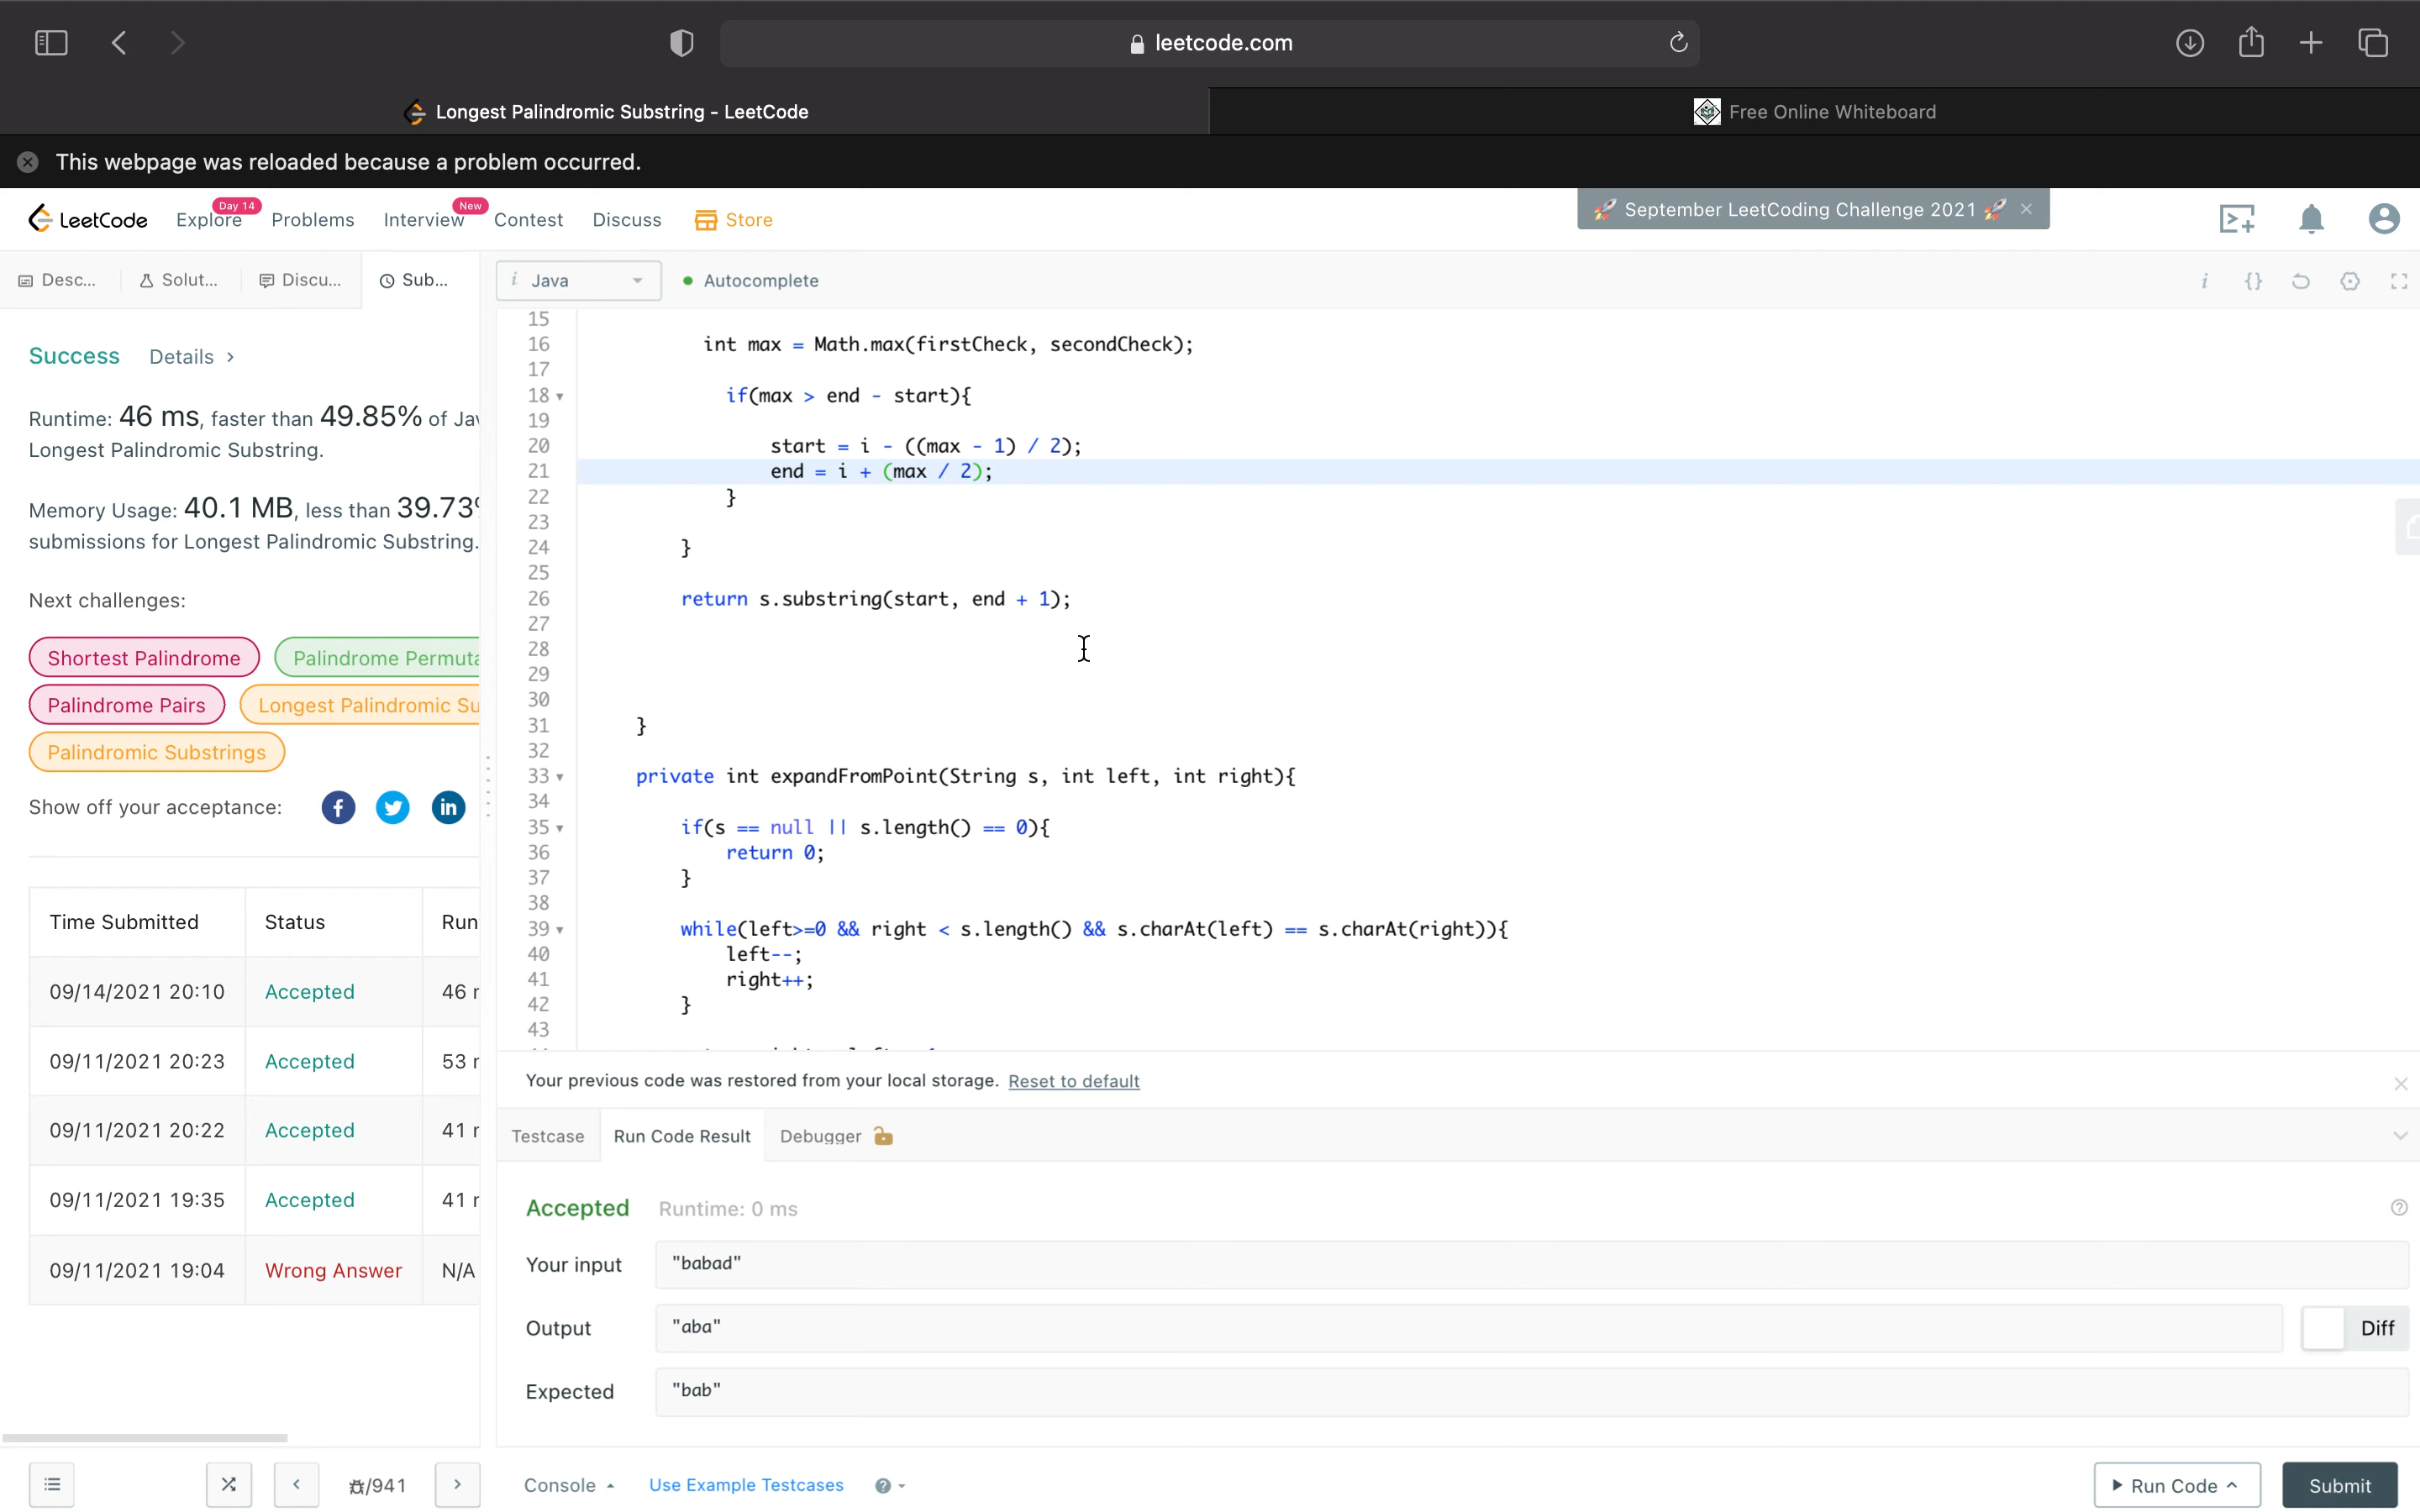 leetcode.com
Longest Palindromic Substring - LeetCode
Free Online Whiteboard
This webpage was reloaded because a problem occurred.
LeetCode
Explore
Day 14
Problems
Interview
New
Contest
Discuss
Store
🚀 September LeetCoding Challenge 2021 🚀
Desc...
Solut...
Discu...
Sub...
i Java
Autocomplete
Success Details >
Runtime: 46 ms, faster than 49.85% of
Longest Palindromic Substring.
Memory Usage: 40.1 MB, less than 39.73
submissions for Longest Palindromic Substring.
Next challenges:
Shortest Palindrome
Palindrome
Palindrome Pairs
Longest Palindromic
Palindromic Substrings
Show off your acceptance:
Time Submitted Status Run
09/14/2021 20:10 Accepted 46
09/11/2021 20:23 Accepted 53
09/11/2021 20:22 Accepted 41
09/11/2021 19:35 Accepted 41
09/11/2021 19:04 Wrong Answer N/A
/941
15
16 int max = Math.max(firstCheck, secondCheck);
17
18 if(max > end - start){
19
20 start = i - ((max - 1) / 2);
21 end = i + (max / 2);
22 }
23
24 }
25
26 return s.substring(start, end + 1);
27
28
29
30
31 }
32
33 private int expandFromPoint(String s, int left, int right){
34
35 if(s == null || s.length() == 0){
36 return 0;
37 }
38
39 while(left>=0 && right < s.length() && s.charAt(left) == s.charAt(right)){
40 left--;
41 right++;
42 }
43
Your previous code was restored from your local storage. Reset to default
Testcase
Run Code Result
Debugger
Accepted Runtime: 0 ms
Your input "babad"
Output "aba"
Diff
Expected "bab"
Console
Use Example Testcases
Run Code
Submit